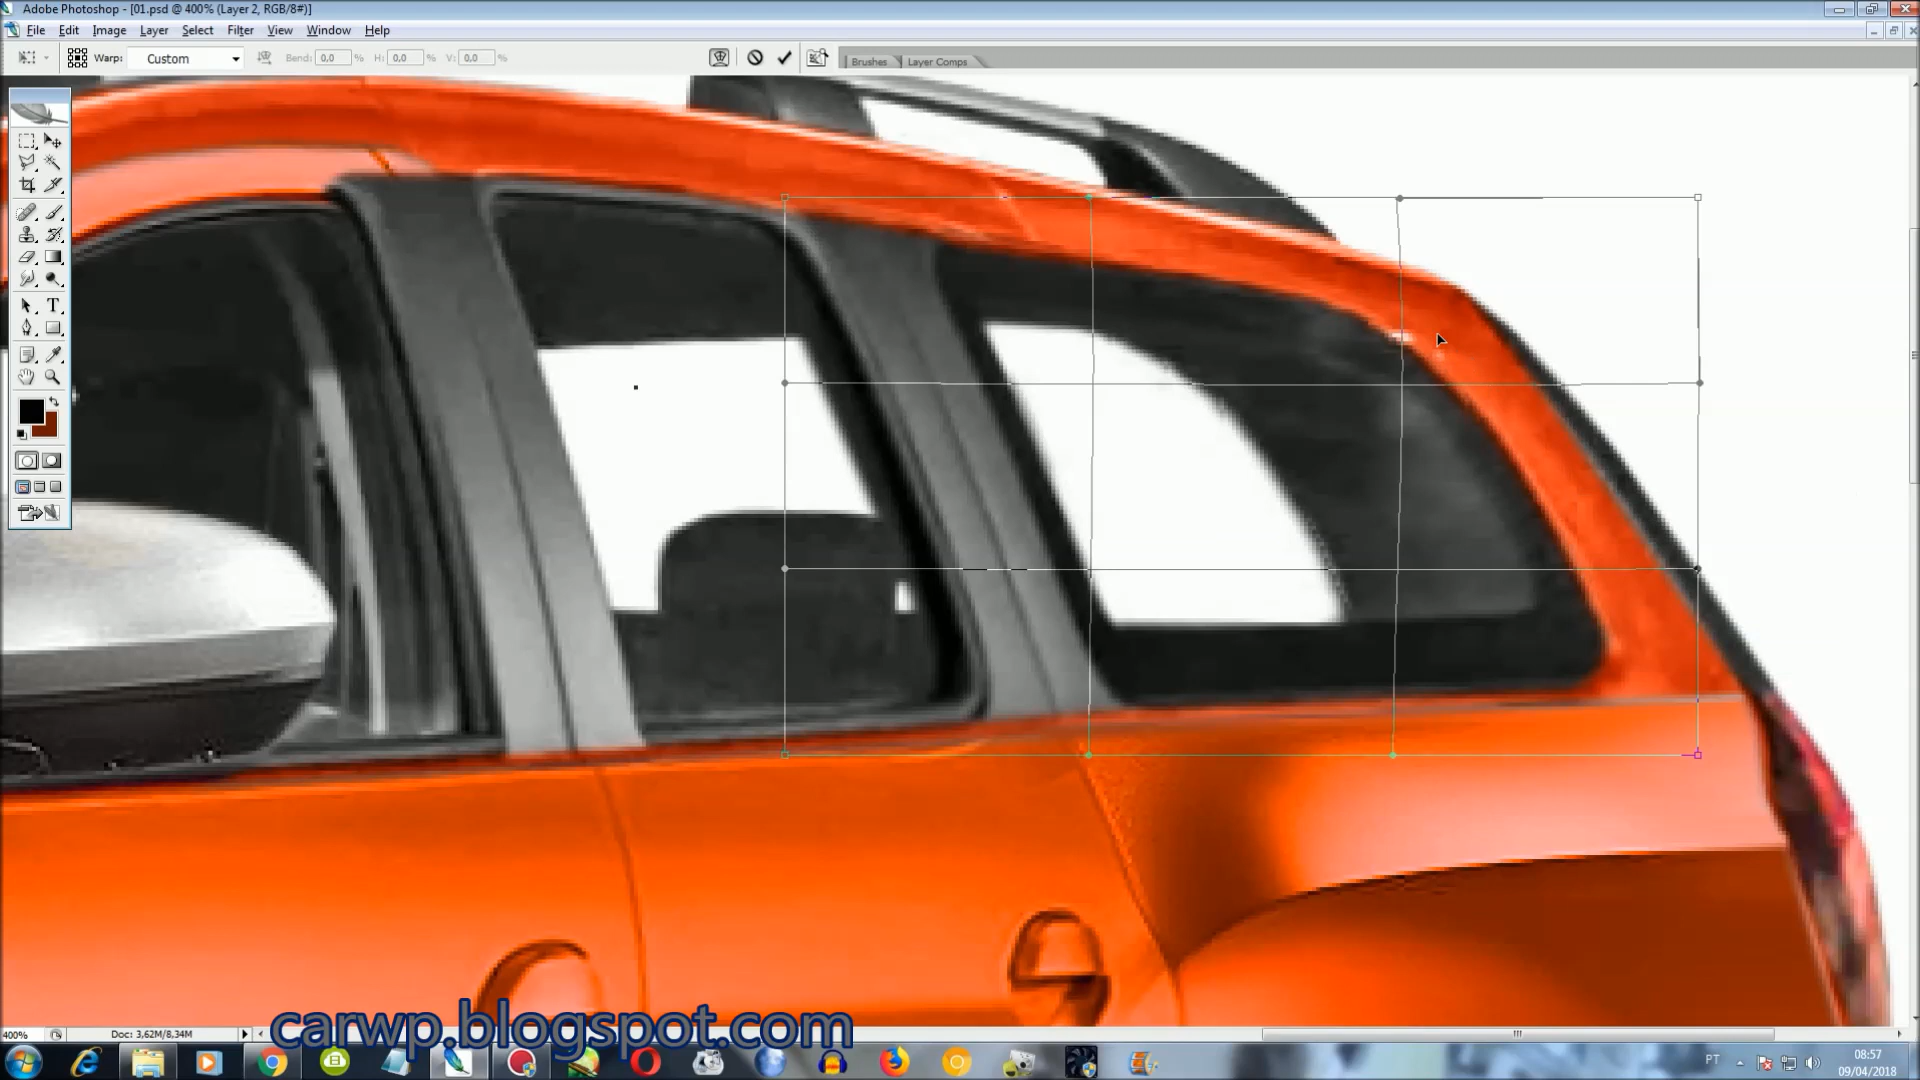 Adobe Photoshop - [01.psd @ 400% (Layer 2, RGB/8#)]
File Edit Image Layer Select Filter View Window Help
Warp: Custom Bend: 0,0 % H: 0,0 % V: 0,0 % Brushes Layer Comps
T
400% Doc: 3,62M/8,34M
carwp.blogspot.com
PT 08:57
09/04/2018